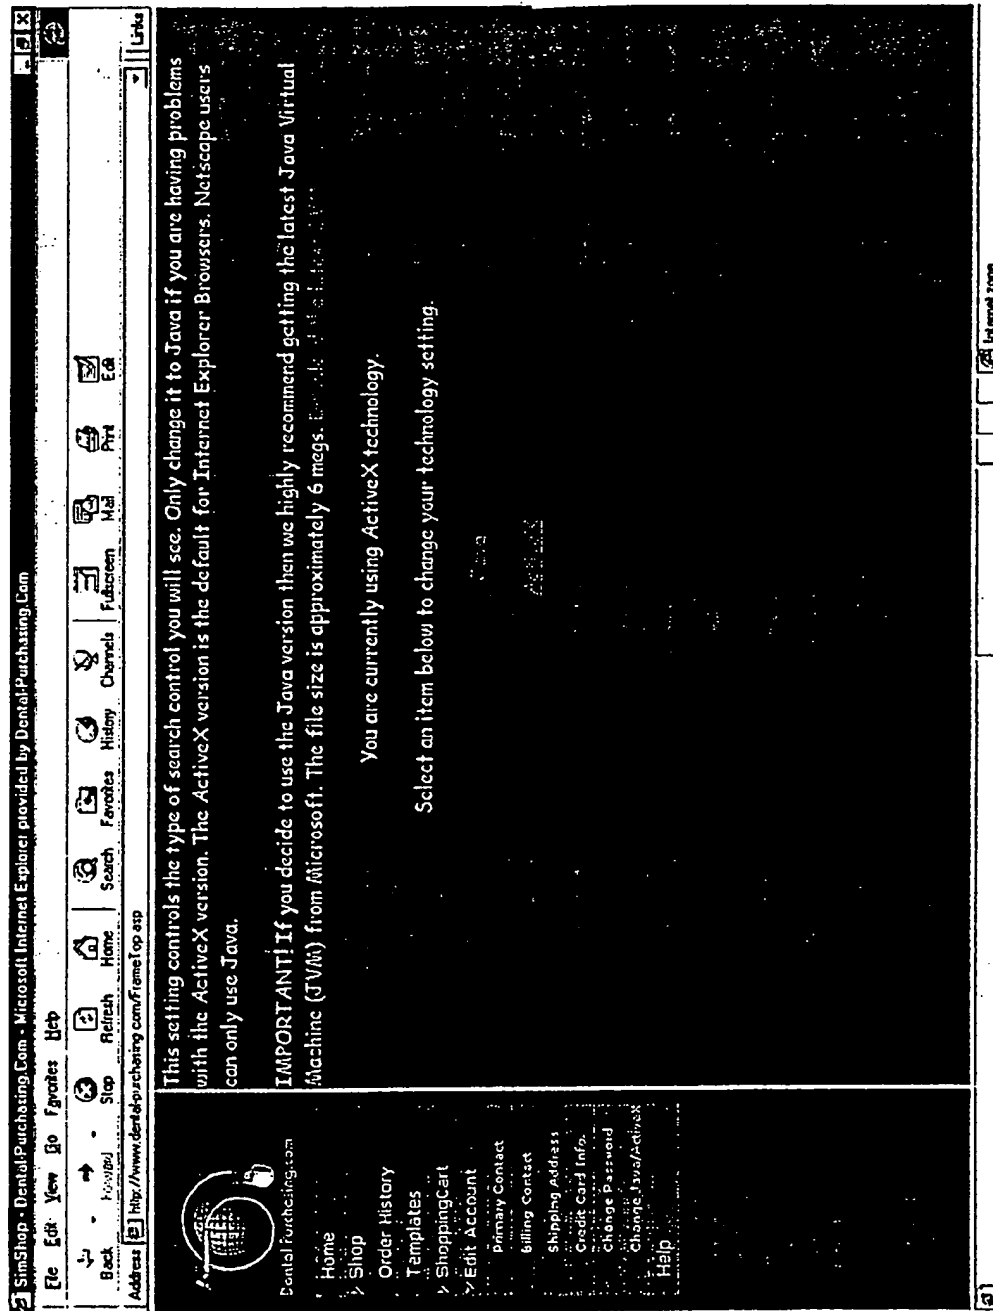 SimShop - Dental-Purchasing.Com - Microsoft Internet Explorer provided by Dental-Purchasing.Com
File Edit View Go Favorites Help
Back Forward Stop Refresh Home Search Favorites History Channels Fullscreen Mail Print Edit
Address http://www.dental-purchasing.com/FrameTop.asp Links
Dental Purchasing.com
Home
Shop
Order History
Templates
ShoppingCart
Edit Account
Primary Contact
Billing Contact
Shipping Address
Credit Card Info.
Change Password
Change Java/ActiveX
Help
This setting controls the type of search control you will see. Only change it to Java if you are having problems
with the ActiveX version. The ActiveX version is the default for Internet Explorer Browsers. Netscape users
can only use Java.
IMPORTANT! If you decide to use the Java version then we highly recommend getting the latest Java Virtual
Machine (JVM) from Microsoft. The file size is approximately 6 megs.
You are currently using ActiveX technology.
Select an item below to change your technology setting.
Java
ActiveX
Internet zone